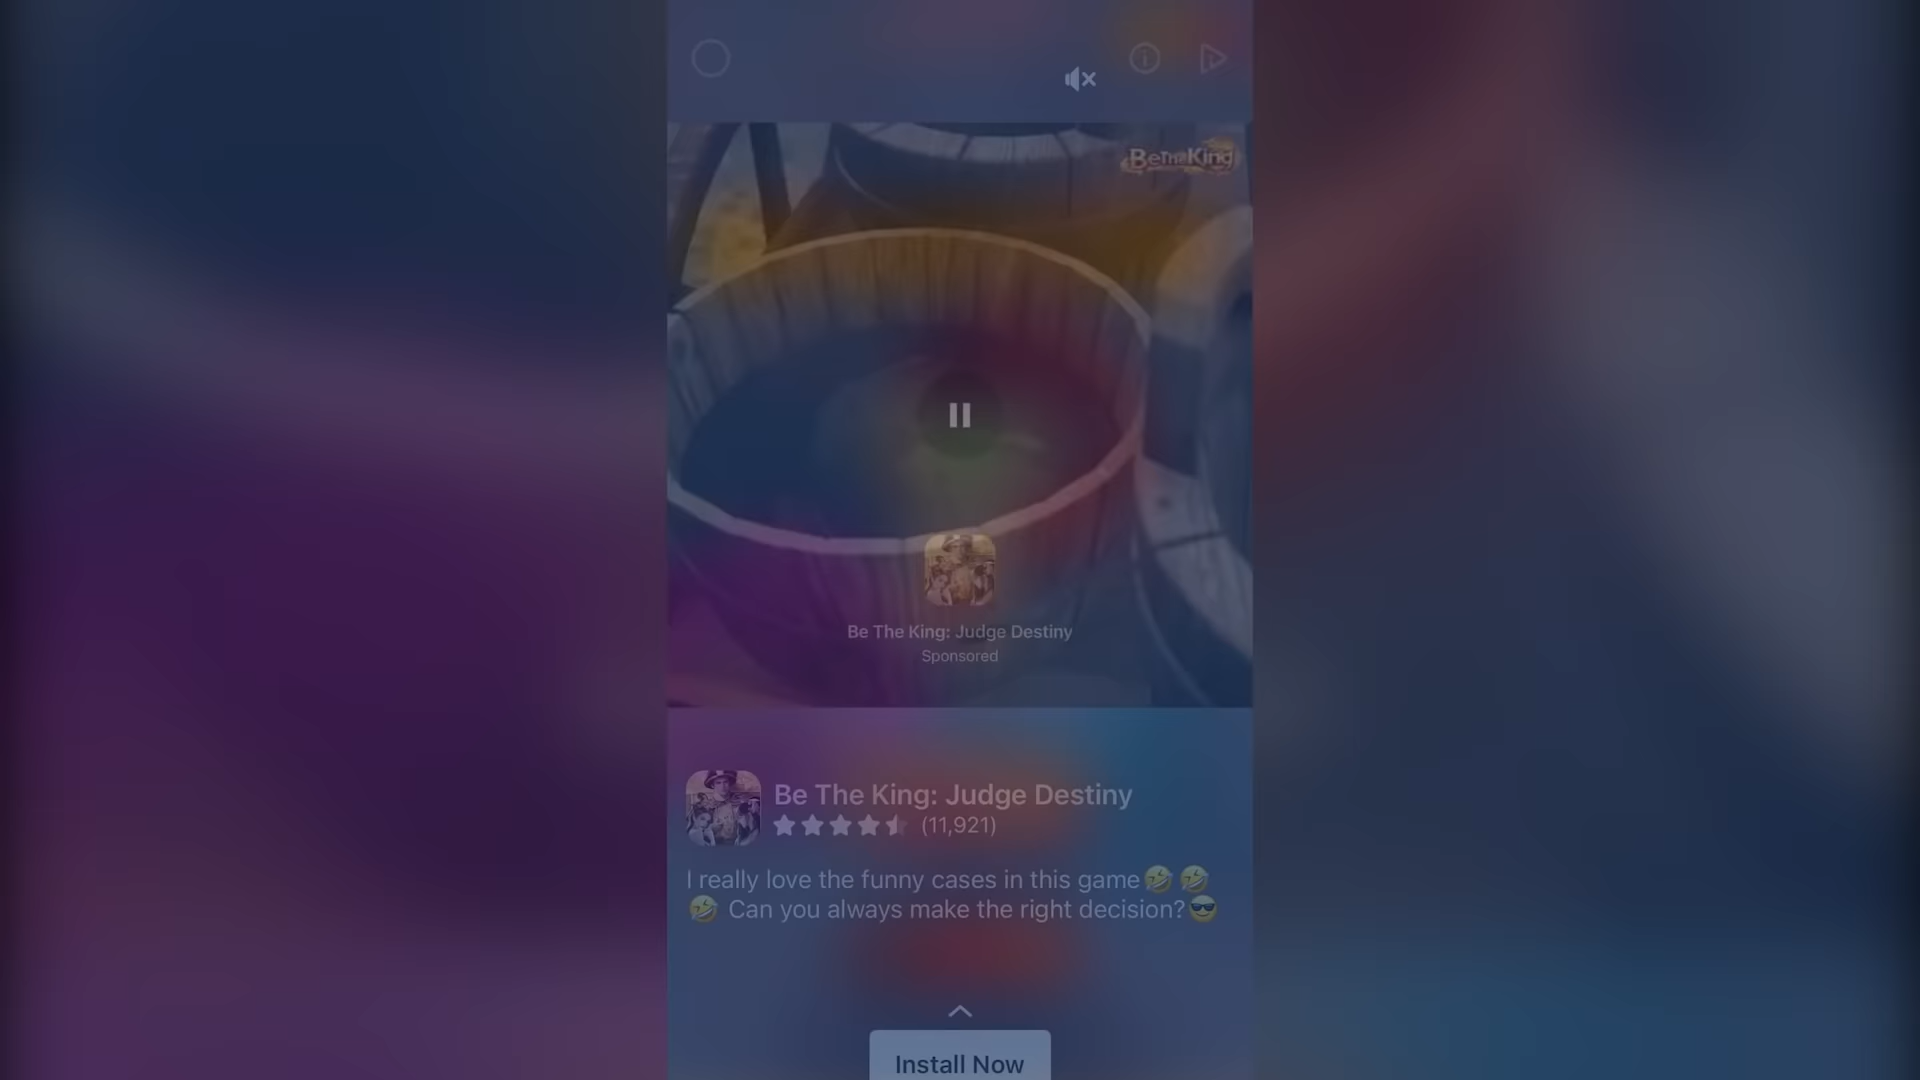 BeTheKing
Be The King: Judge Destiny
Sponsored
Be The King: Judge Destiny
(11,921)
I really love the funny cases in this game🤣🤣
🤣 Can you always make the right decision?😎
Install Now